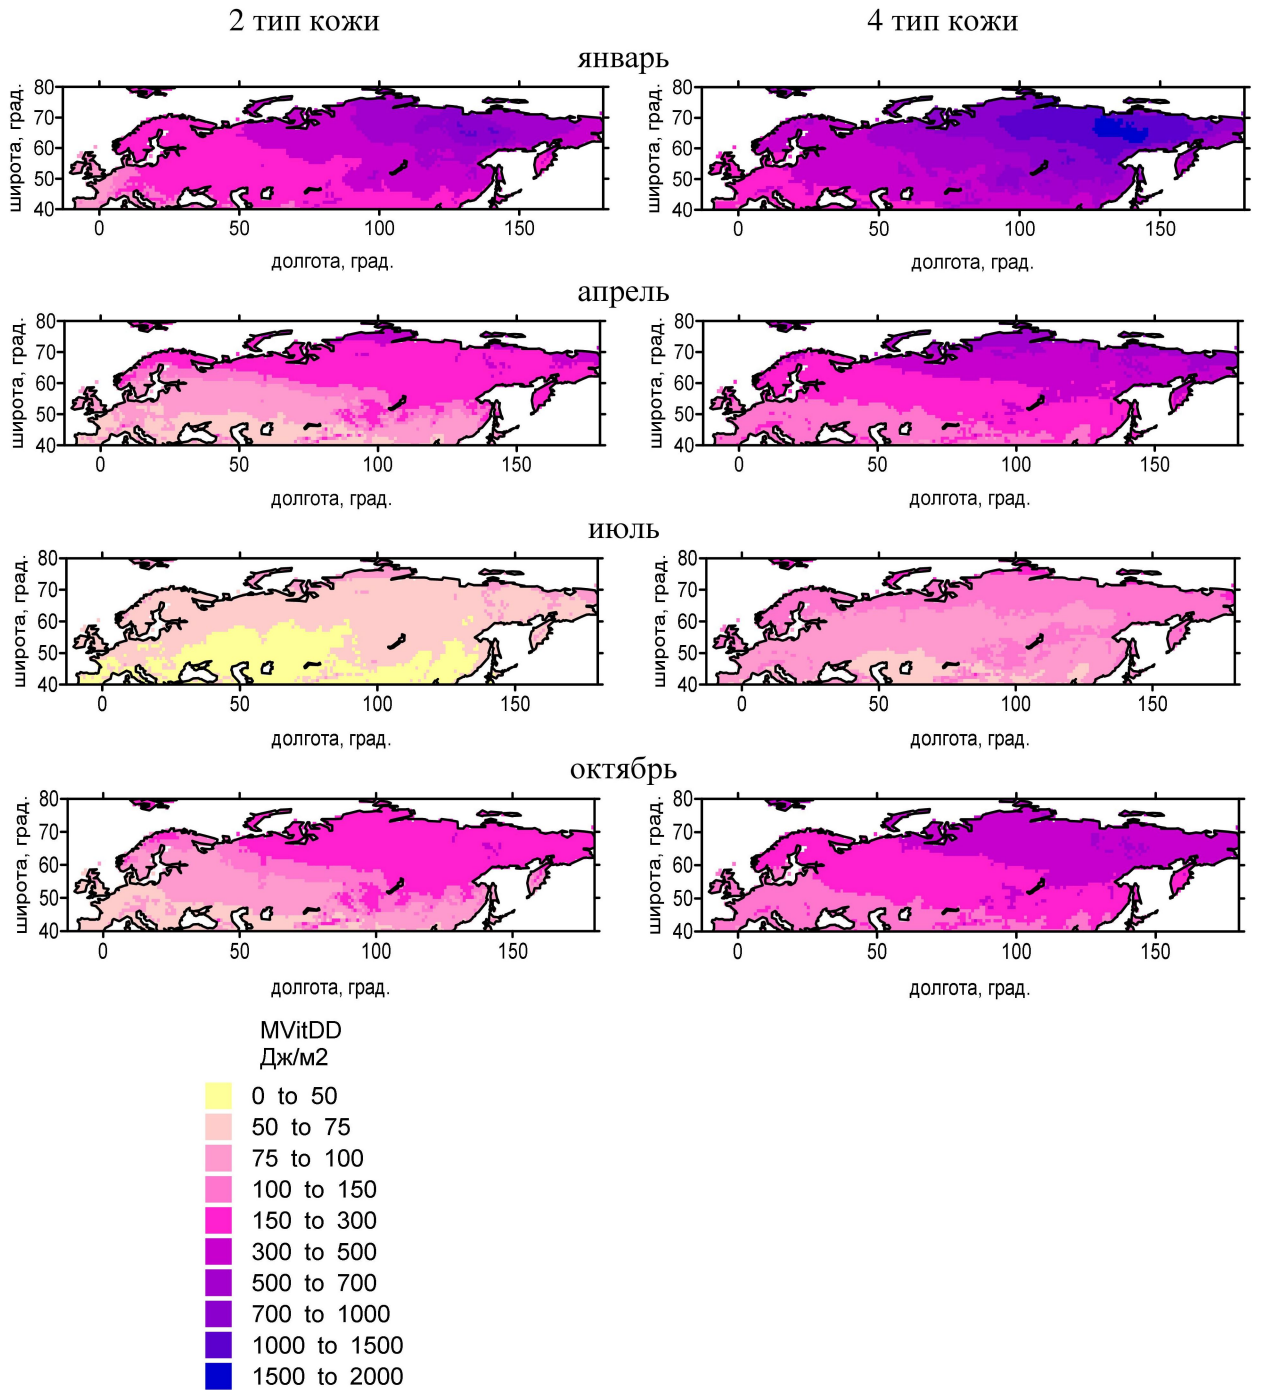 2 тип кожи 4 тип кожи
январь
широта, град. 80 70 60 50 40 широта, град. 80 70 60 50 40
0 50 100 150 0 50 100 150
долгота, град. долгота, град.
апрель
широта, град. 80 70 60 50 40 широта, град. 80 70 60 50 40
0 50 100 150 0 50 100 150
долгота, град. долгота, град.
июль
широта, град. 80 70 60 50 40 широта, град. 80 70 60 50 40
0 50 100 150 0 50 100 150
долгота, град. долгота, град.
октябрь
широта, град. 80 70 60 50 40 широта, град. 80 70 60 50 40
0 50 100 150 0 50 100 150
долгота, град. долгота, град.
MVitDD
Дж/м2
0 to 50
50 to 75
75 to 100
100 to 150
150 to 300
300 to 500
500 to 700
700 to 1000
1000 to 1500
1500 to 2000